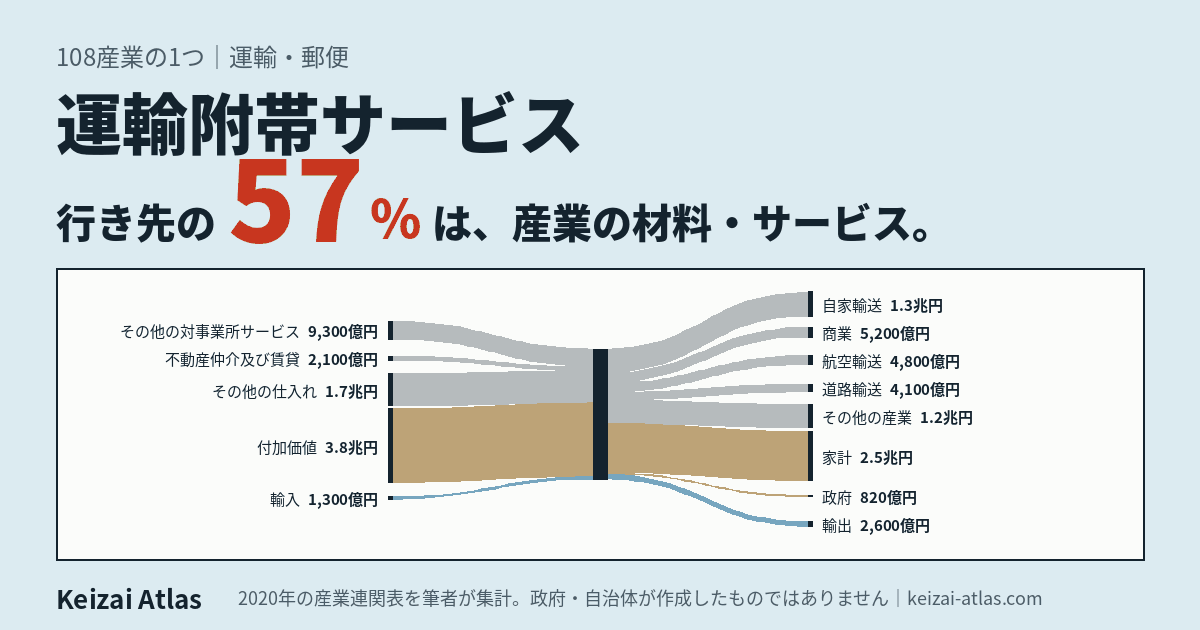 108産業の1つ｜運輸・郵便
運輸附帯サービス
行き先の 57% は、産業の材料・サービス。
その他の対事業所サービス 9,300億円
不動産仲介及び賃貸 2,100億円
その他の仕入れ 1.7兆円
付加価値 3.8兆円
輸入 1,300億円
自家輸送 1.3兆円
商業 5,200億円
航空輸送 4,800億円
道路輸送 4,100億円
その他の産業 1.2兆円
家計 2.5兆円
政府 820億円
輸出 2,600億円
Keizai Atlas 2020年の産業連関表を筆者が集計。政府・自治体が作成したものではありません｜keizai-atlas.com